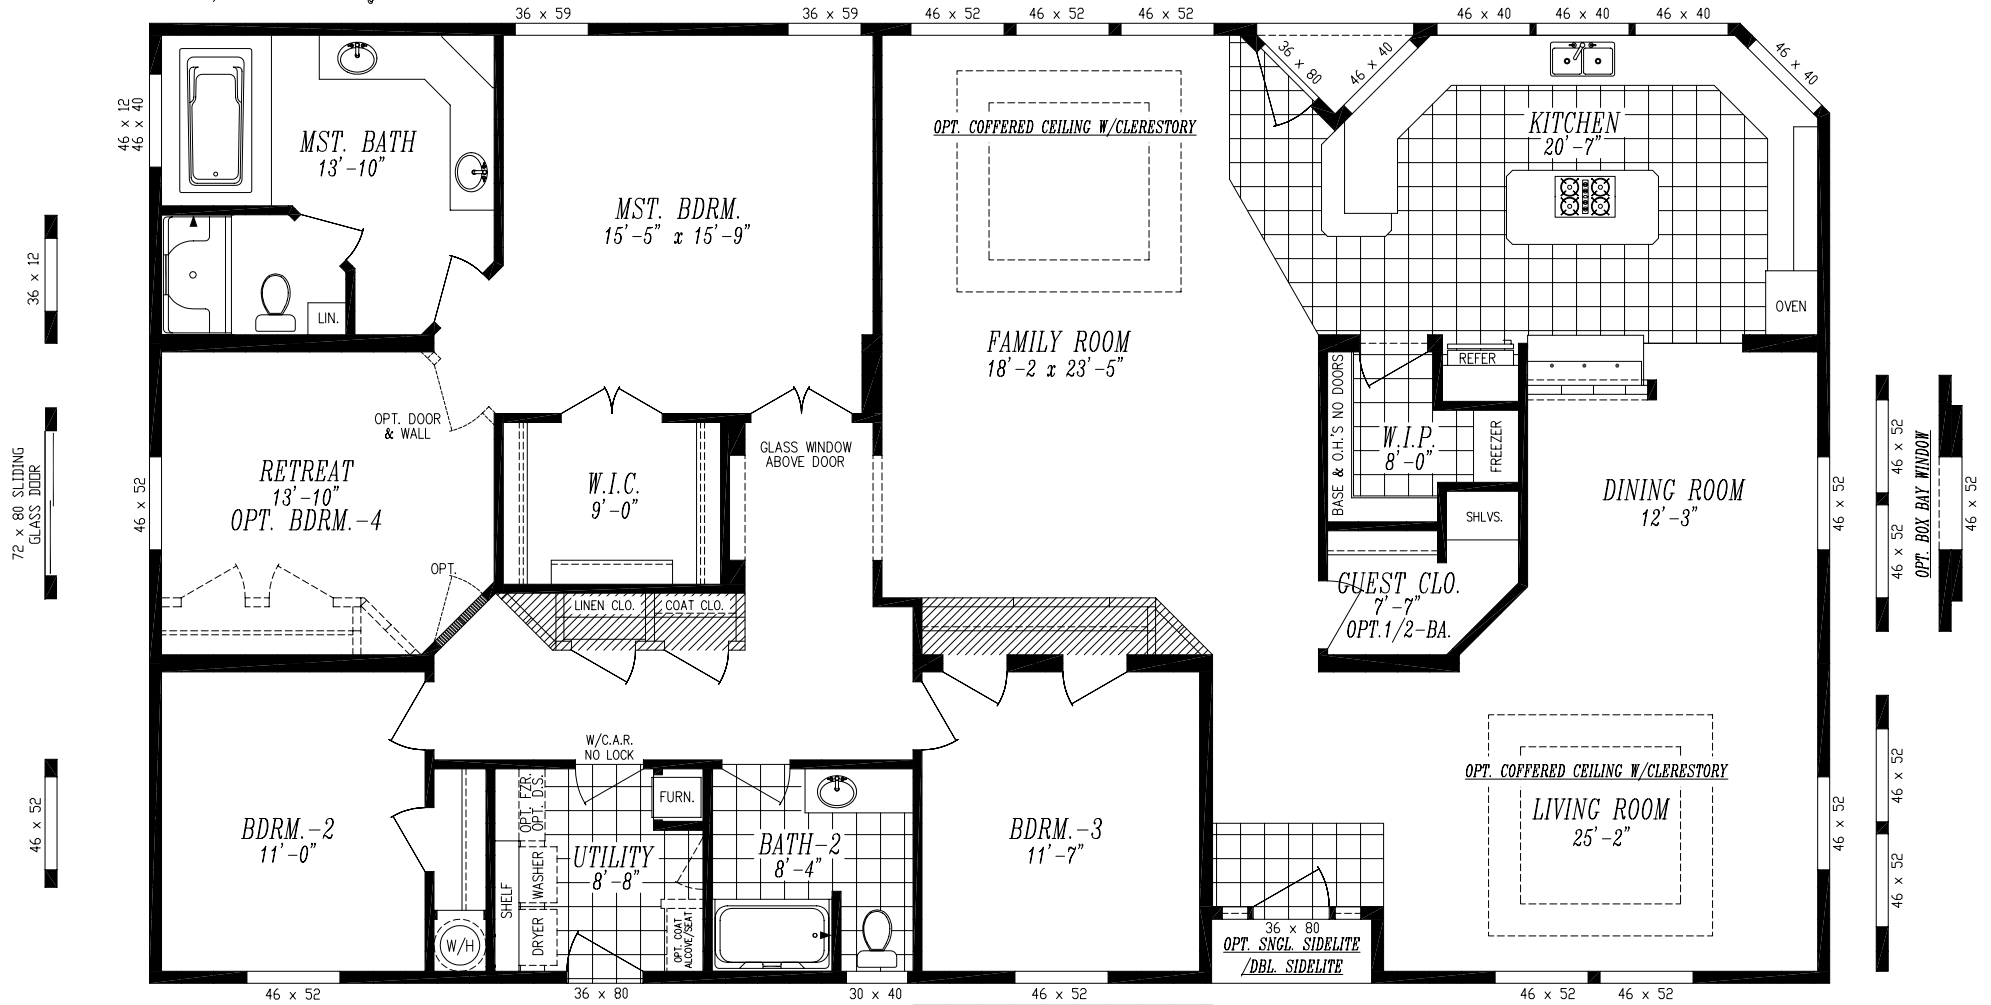 36 x 59
36 x 59
46 x 52
46 x 52
46 x 52
46 x 40
46 x 40
46 x 40
36 x 80
46 x 40
46 x 40
46 x 12
46 x 40
MST. BATH
13'-10"
OPT. COFFERED CEILING W/CLERESTORY
KITCHEN
20'-7"
MST. BDRM.
15'-5" x 15'-9"
36 x 12
LIN.
OVEN
FAMILY ROOM
18'-2 x 23'-5"
REFER
OPT. DOOR
& WALL
GLASS WINDOW
ABOVE DOOR
BASE & O.H.'S NO DOORS
W.I.P.
8'-0"
FREEZER
72 x 80 SLIDING
GLASS DOOR
46 x 52
RETREAT
13'-10"
OPT. BDRM.-4
W.I.C.
9'-0"
SHLVS.
DINING ROOM
12'-3"
46 x 52
46 x 52
46 x 52
OPT. BOX BAY WINDOW
46 x 52
OPT.
LINEN CLO.
COAT CLO.
GUEST CLO.
7'-7"
OPT.1/2-BA.
W/C.A.R.
NO LOCK
OPT. COFFERED CEILING W/CLERESTORY
LIVING ROOM
25'-2"
46 x 52
46 x 52
46 x 52
46 x 52
BDRM.-2
11'-0"
OPT. FZR.
OPT. D.S.
FURN.
UTILITY
8'-8"
BATH-2
8'-4"
BDRM.-3
11'-7"
SHELF
WASHER
DRYER
W/H
OPT. COAT
ALCOVE/SEAT
36 x 80
OPT. SNGL. SIDELITE
/DBL. SIDELITE
46 x 52
36 x 80
30 x 40
46 x 52
46 x 52
46 x 52